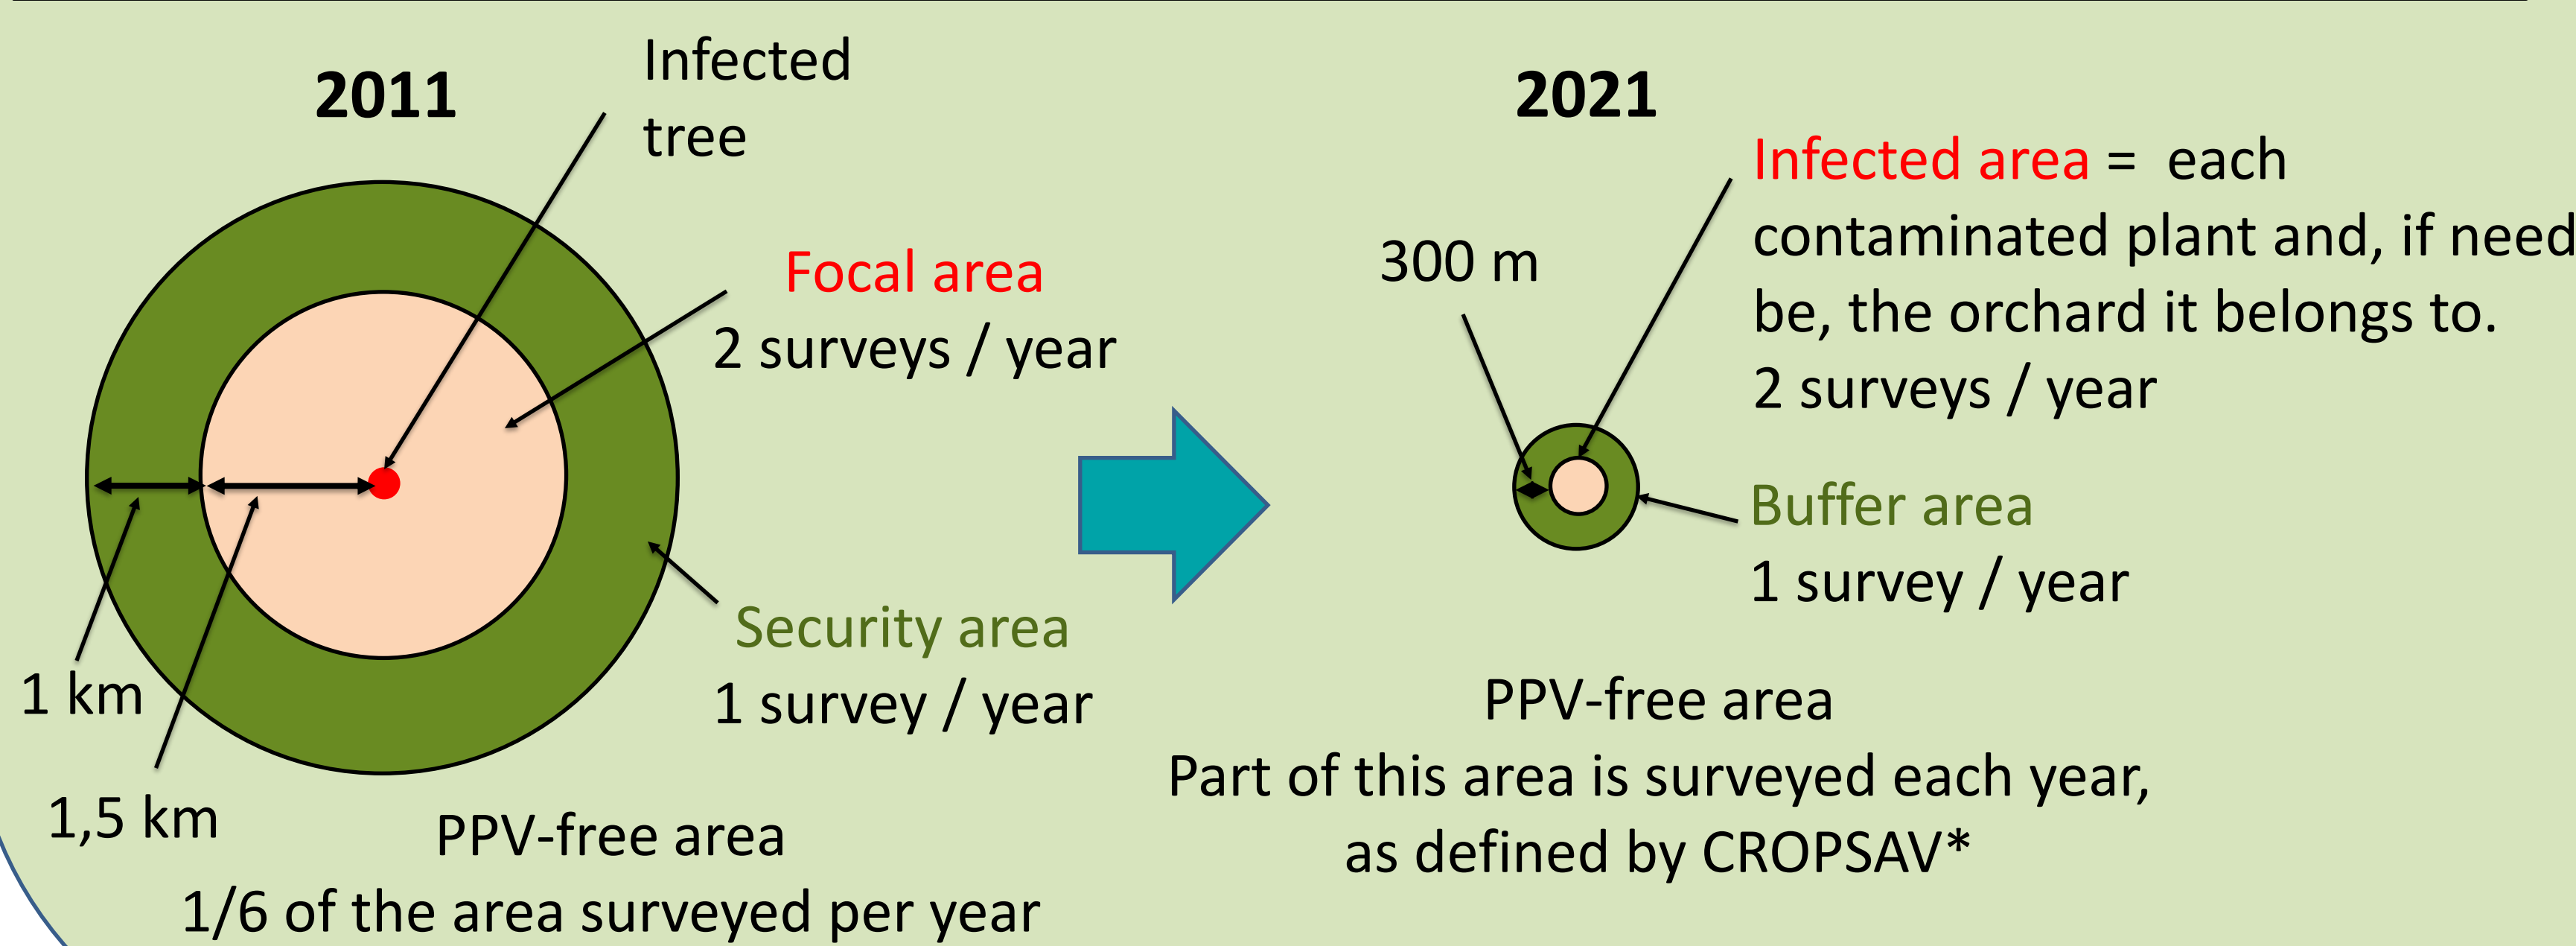 2011
Infected
tree
Focal area
2 surveys / year
Security area
1 survey / year
1 km
1,5 km
PPV-free area
1/6 of the area surveyed per year
2021
300 m
Infected area = each
contaminated plant and, if need
be, the orchard it belongs to.
2 surveys / year
Buffer area
1 survey / year
PPV-free area
Part of this area is surveyed each year,
as defined by CROPSAV*